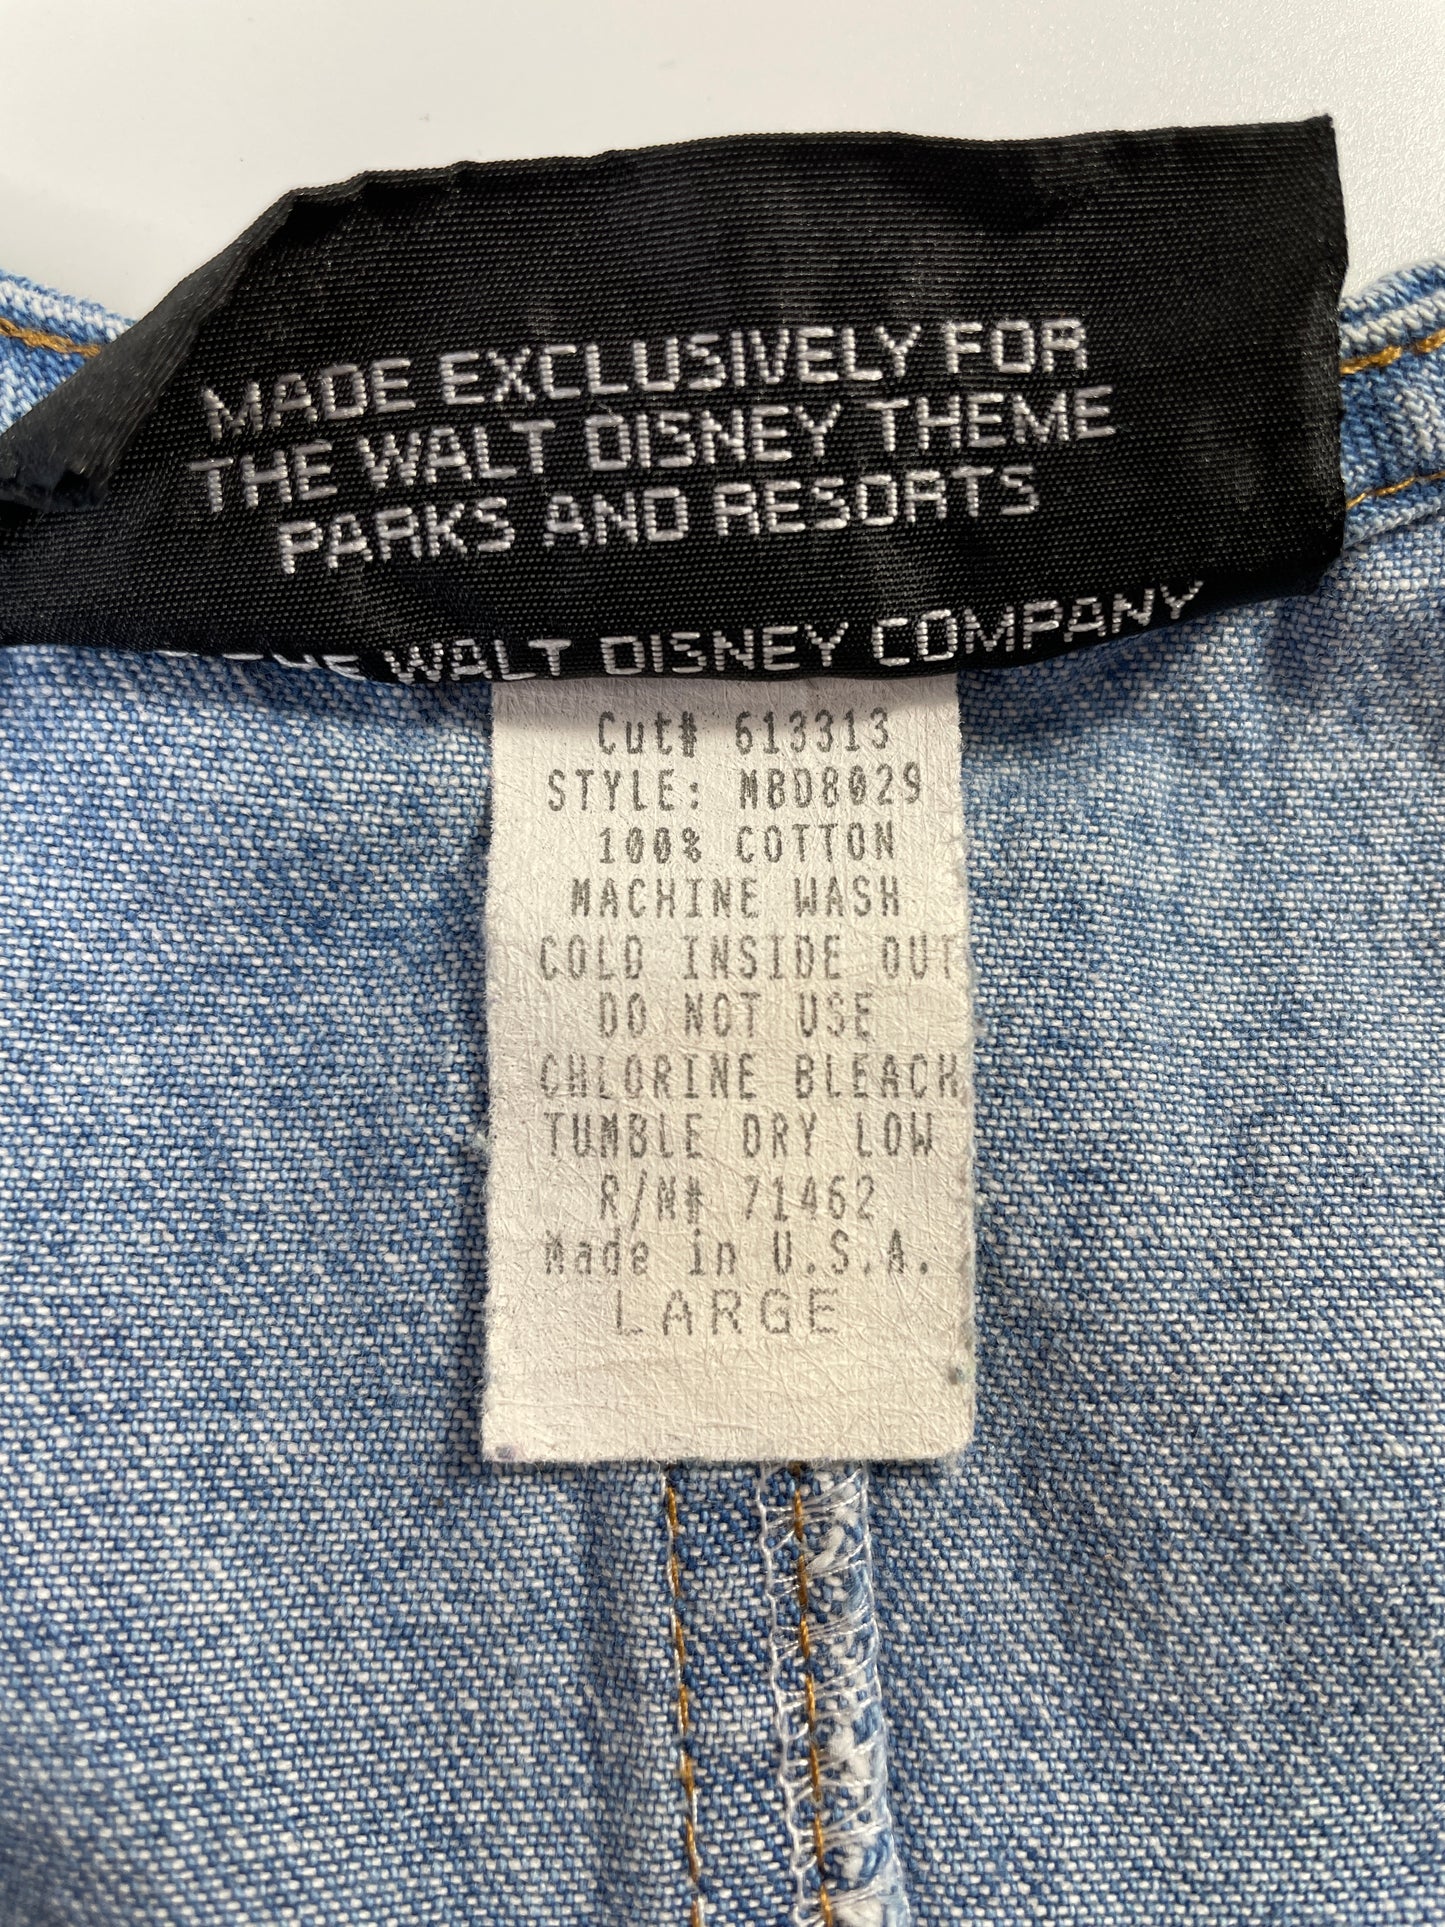 MADE EXCLUSIVELY FOR
THE WALT DISNEY THEME
PARKS AND RESORTS
THE WALT DISNEY COMPANY
Cut# 613313
STYLE: MBD8029
100% COTTON
MACHINE WASH
COLD INSIDE OUT
DO NOT USE
CHLORINE BLEACH
TUMBLE DRY LOW
R/N# 71462
Made in U.S.A.
LARGE